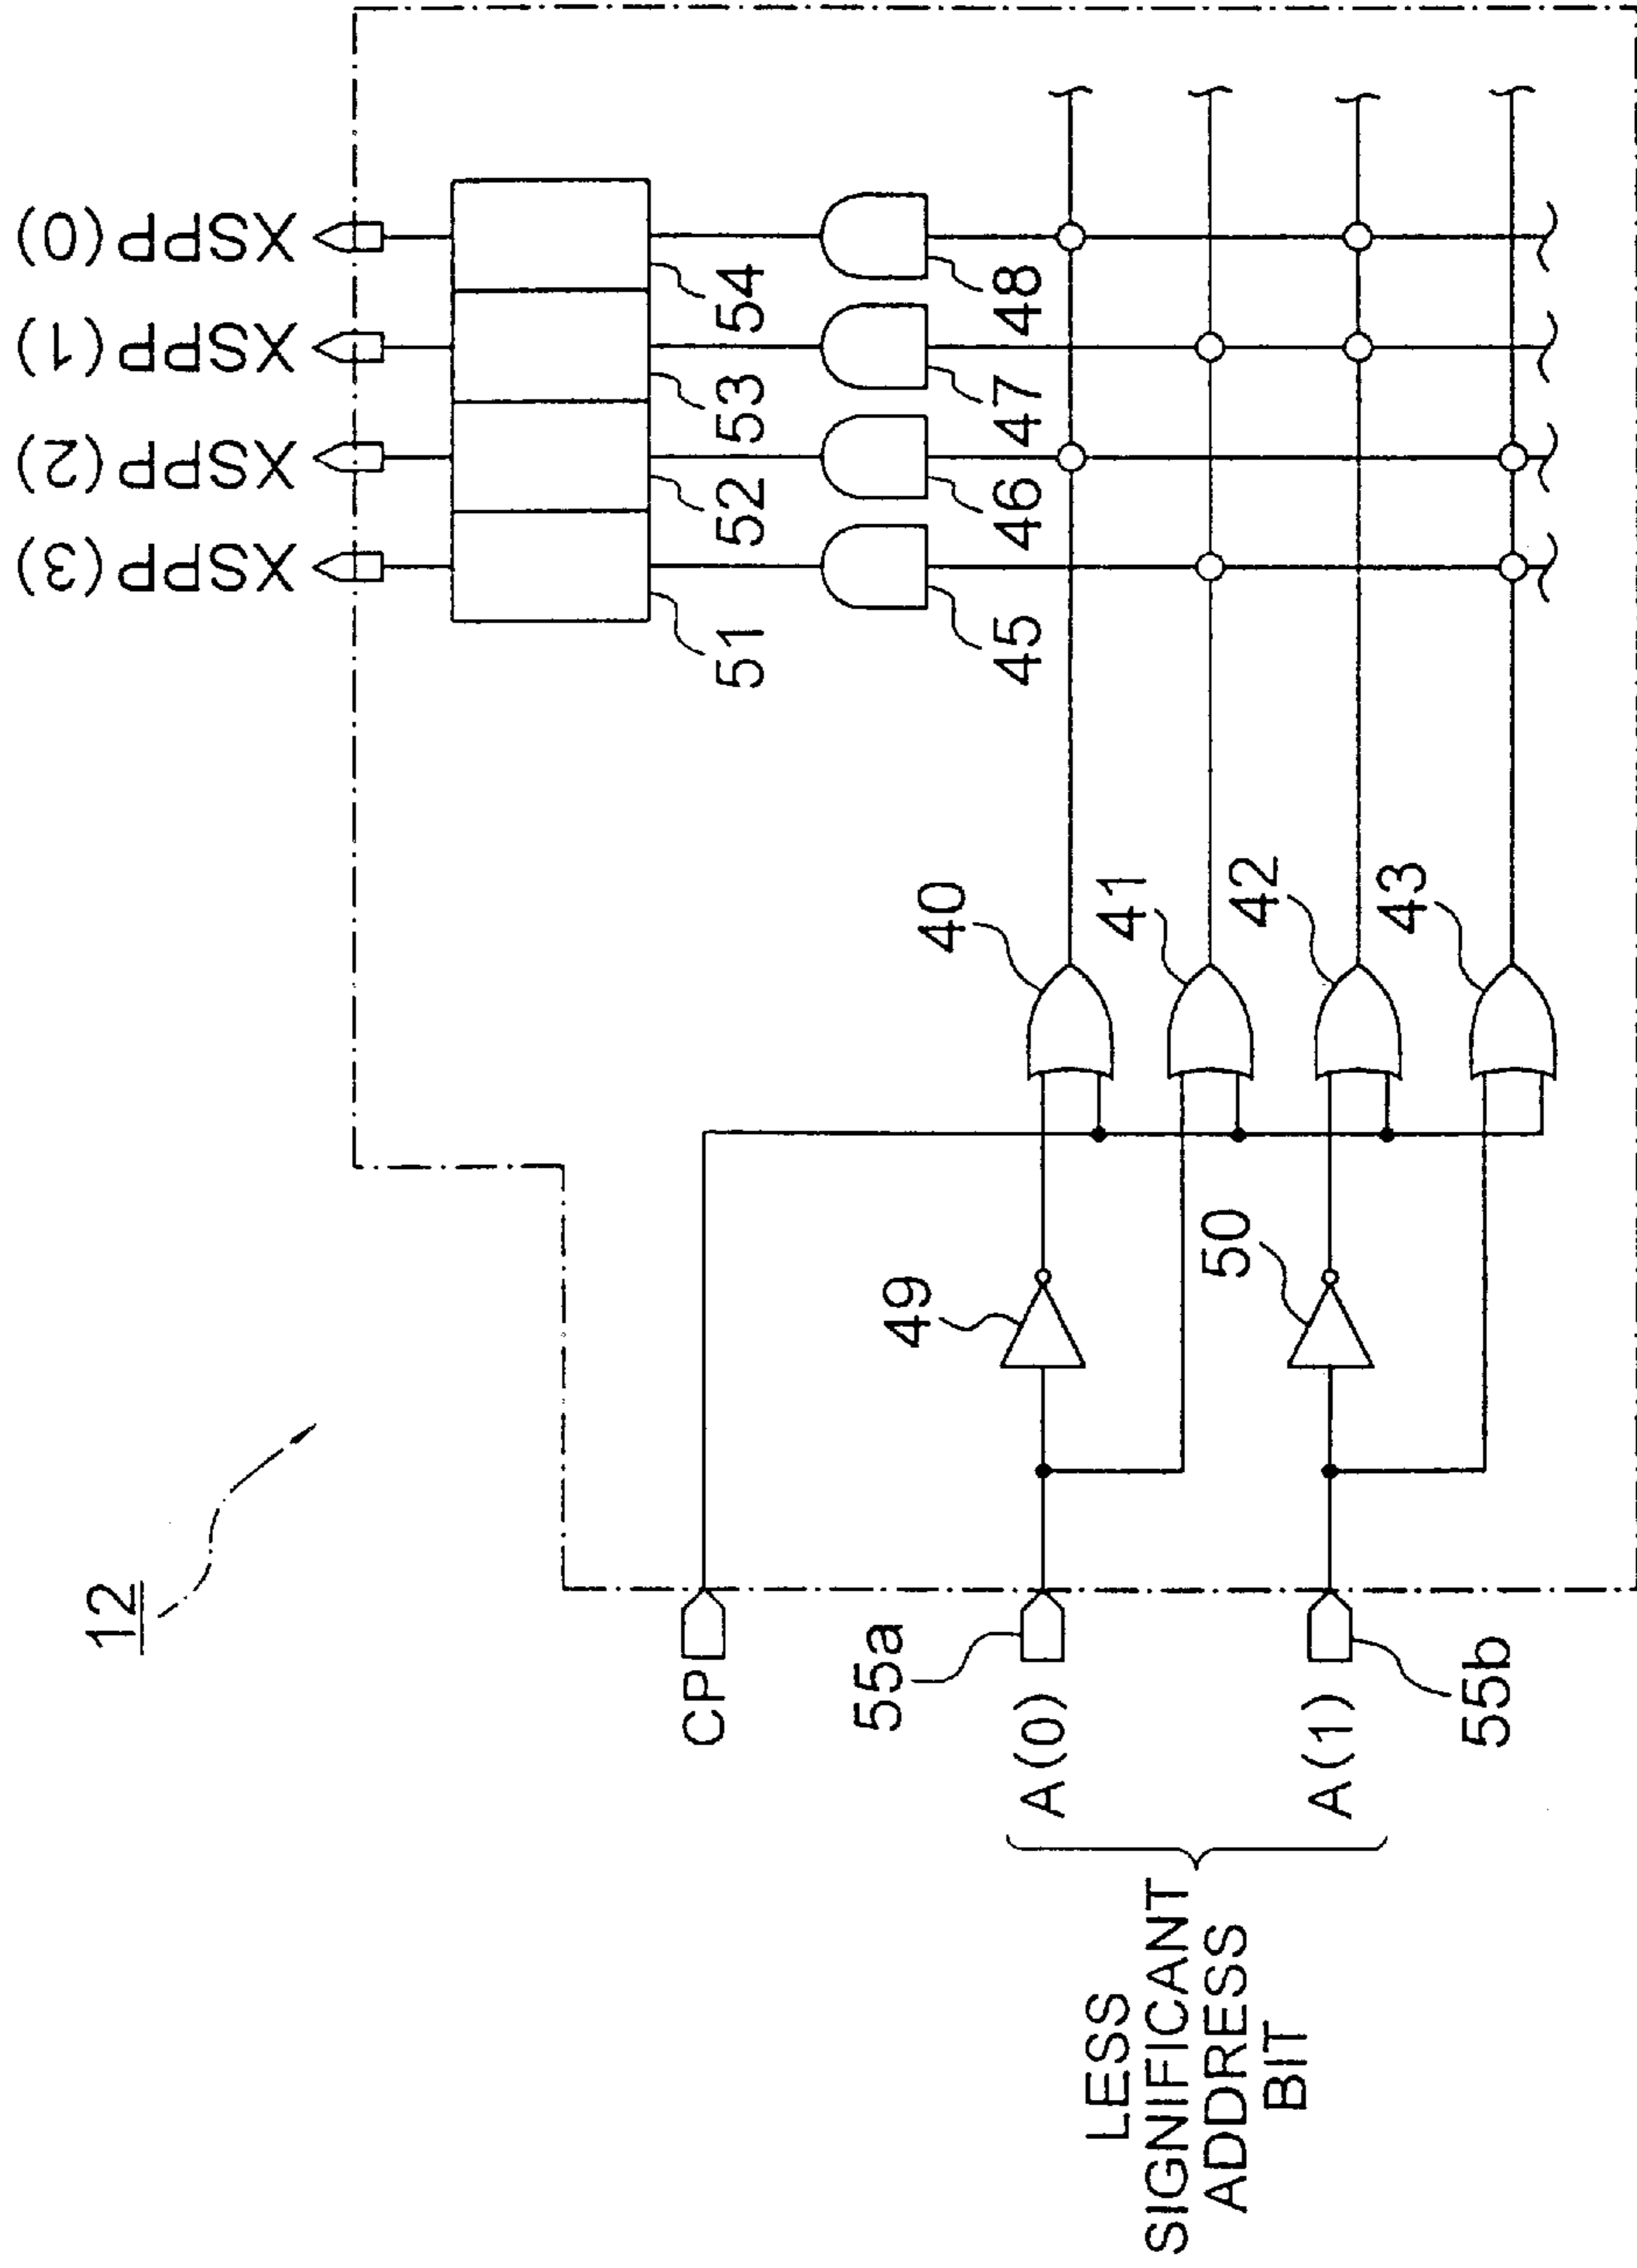 12
XSPP(3)
XSPP(2)
XSPP(1)
XSPP(0)
51
52
53
54
45
46
47
48
40
41
42
43
49
50
CP
55a
A(0)
A(1)
55b
LESS
SIGNIFICANT
ADDRESS
BIT